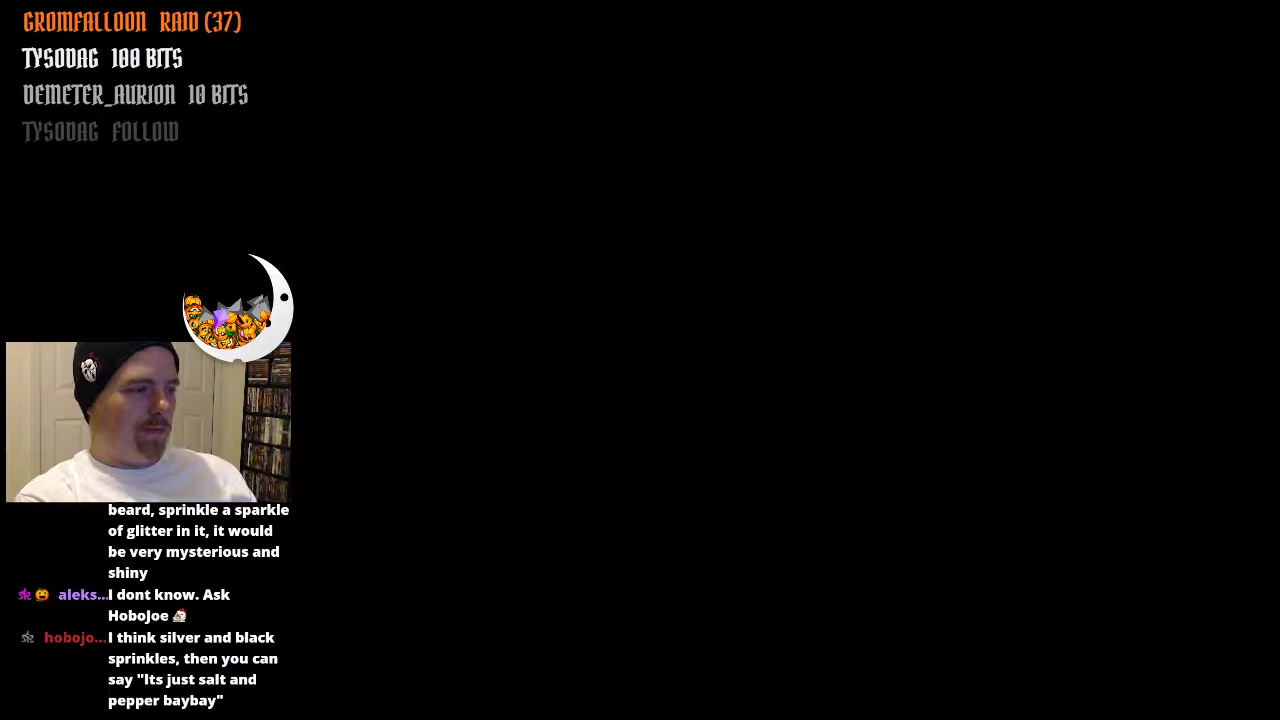 GROMFALLOON RAID (37)
TYSODAG 100 BITS
DEMETER_AURION 10 BITS
TYSODAG FOLLOW
beard, sprinkle a sparkle
of glitter in it, it would
be very mysterious and
shiny
aleks... I dont know. Ask
HoboJoe
hobojo... I think silver and black
sprinkles, then you can
say "Its just salt and
pepper baybay"